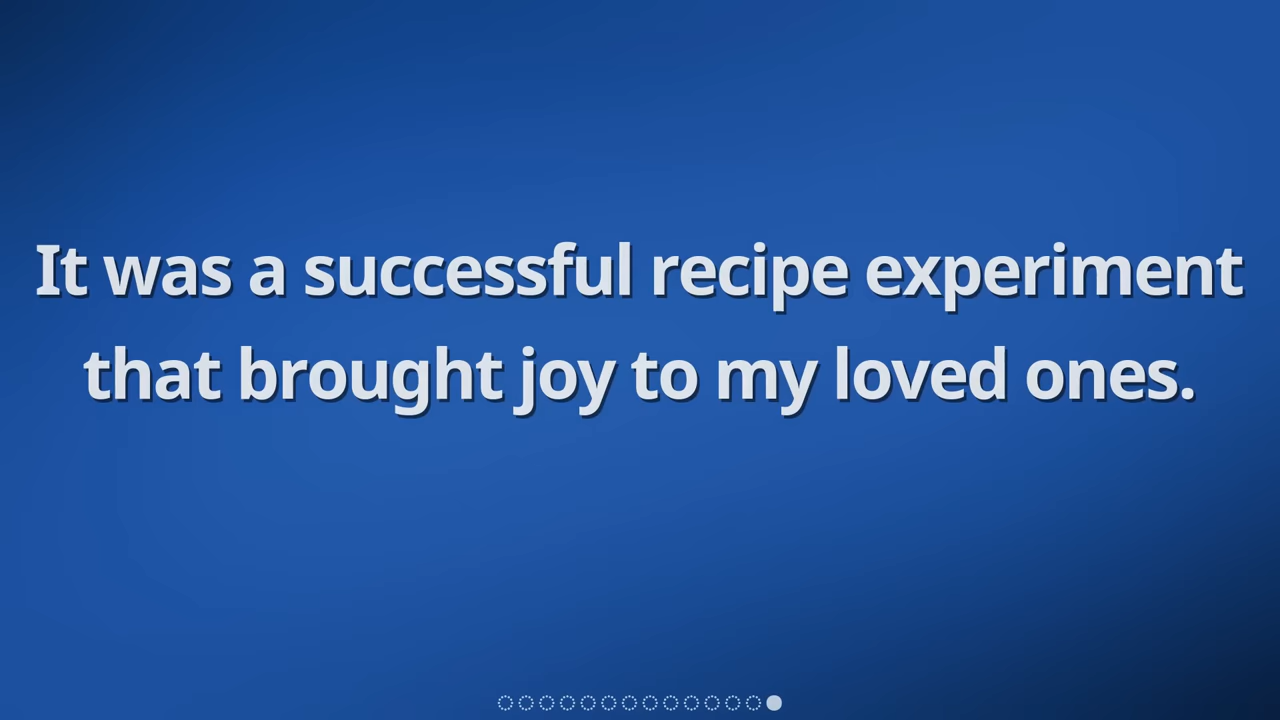 It was a successful recipe experiment
that brought joy to my loved ones.